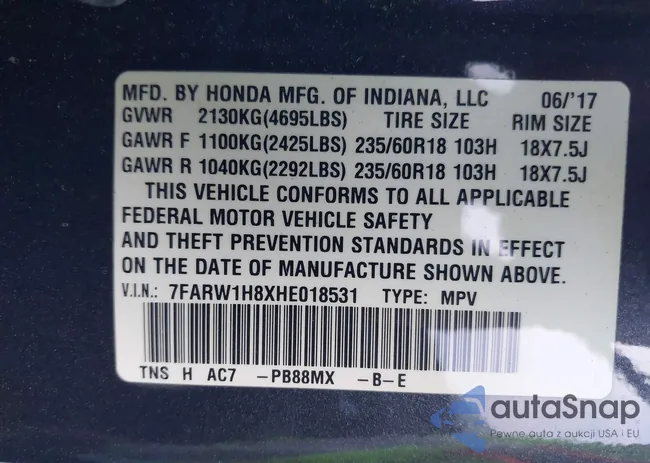 MFD. BY HONDA MFG. OF INDIANA, LLC 06/'17
GVWR 2130KG(4695LBS) TIRE SIZE RIM SIZE
GAWR F 1100KG(2425LBS) 235/60R18 103H 18X7.5J
GAWR R 1040KG(2292LBS) 235/60R18 103H 18X7.5J
THIS VEHICLE CONFORMS TO ALL APPLICABLE
FEDERAL MOTOR VEHICLE SAFETY
AND THEFT PREVENTION STANDARDS IN EFFECT
ON THE DATE OF MANUFACTURE SHOWN ABOVE.
V.I.N.: 7FARW1H8XHE018531 TYPE: MPV
TNS H AC7 -PB88MX -B-E
autaSnap
Pewne auta z aukcji USA i EU